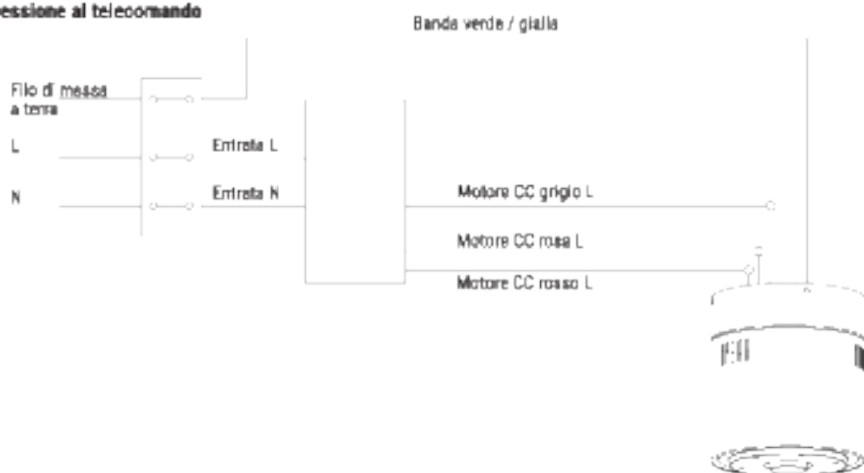 essione al telecomando
Banda verde / gialla
Filo di massa
a terra
L
Entrata L
N
Entrata N
Motore CC grigio L
Motore CC rosa L
Motore CC rosso L